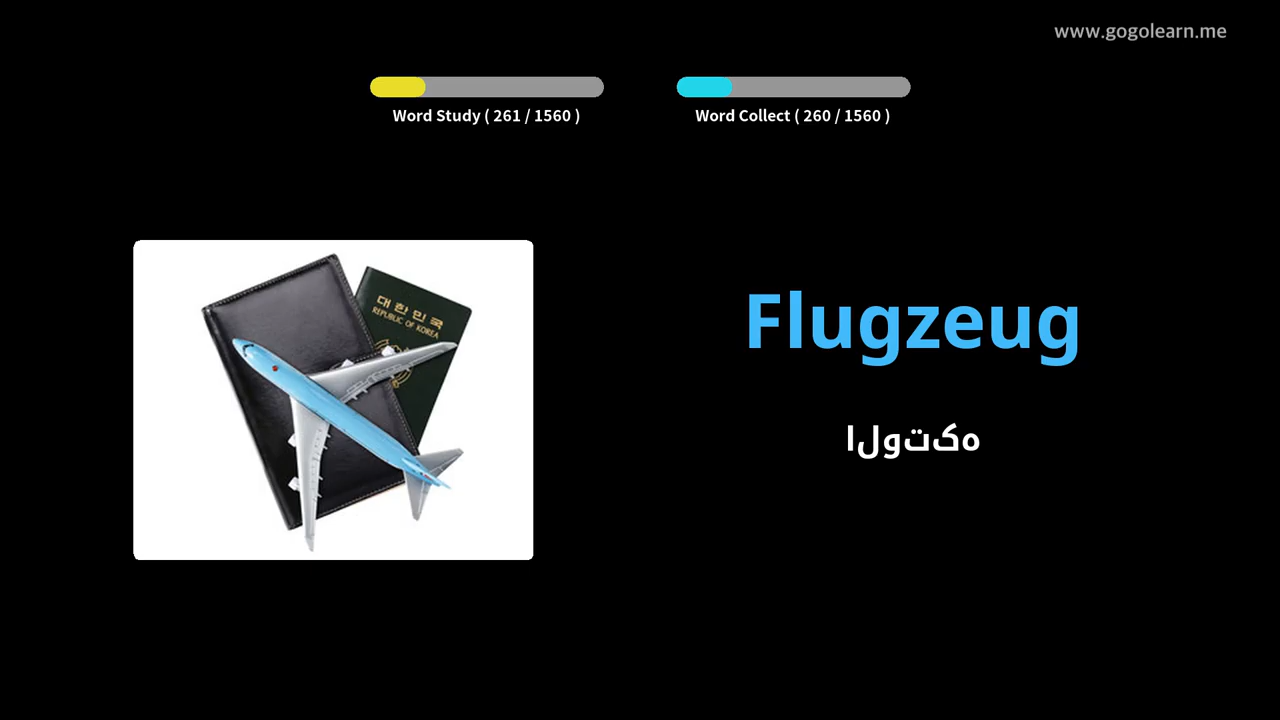 www.gogolearn.me
Word Study ( 261 / 1560 )
Word Collect ( 260 / 1560 )
대한민국
REPUBLIC OF KOREA
Flugzeug
الوتکه